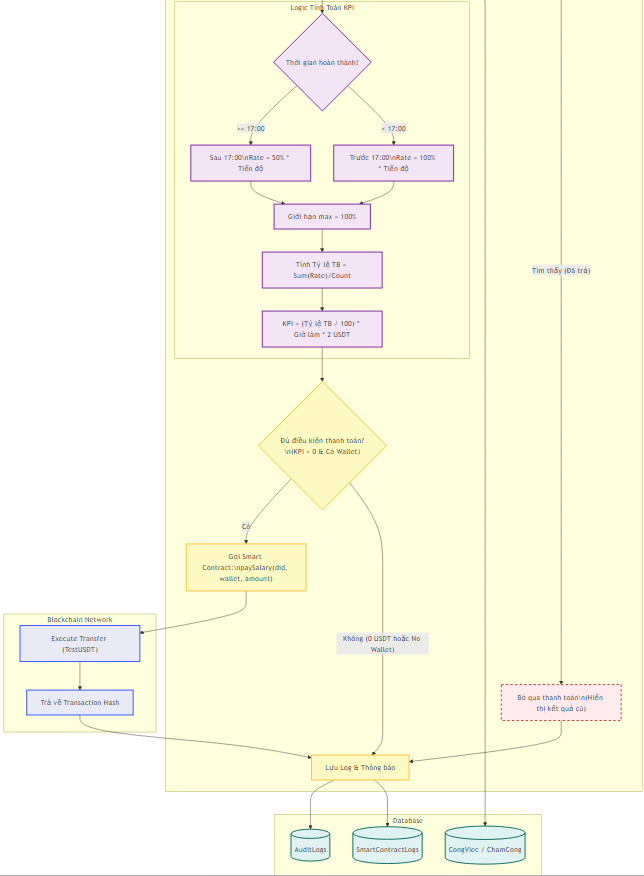 Logic Tính Toán KPI
Thời gian hoàn thành?
>= 17:00
< 17:00
Sau 17:00\nRate = 50% *
Tiến độ
Trước 17:00\nRate = 100%
* Tiến độ
Giới hạn max = 100%
Tính Tỷ lệ TB =
Sum(Rate)/Count
Tìm thấy (Đã trả)
KPI = (Tỷ lệ TB / 100) *
Giờ làm * 2 USDT
Đủ điều kiện thanh toán?
\n(KPI > 0 & Có Wallet)
Có
Gọi Smart
Contract:\npaySalary(did,
wallet, amount)
Blockchain Network
Execute Transfer
(TestUSDT)
Không (0 USDT hoặc No
Wallet)
Trả về Transaction Hash
Bỏ qua thanh toán\n(Hiển
thị kết quả cũ)
Lưu Log & Thông báo
Database
AuditLogs
SmartContractLogs
CongViec / ChamCong